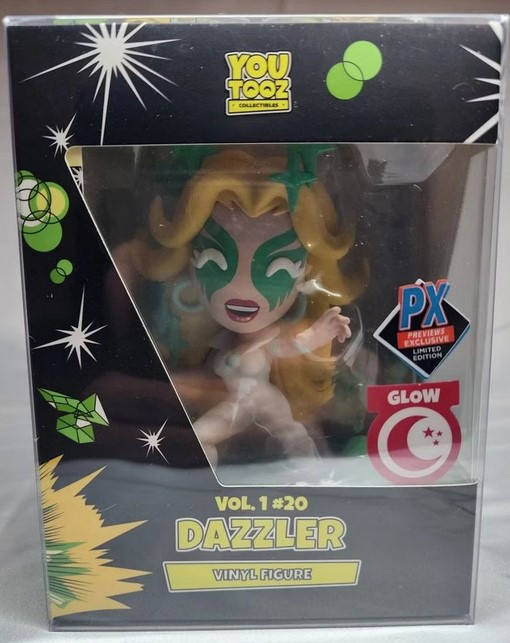 YOU
TOOZ
COLLECTIBLES
PX
PREVIEWS
EXCLUSIVE
LIMITED
EDITION
GLOW
VOL. 1 #20
DAZZLER
VINYL FIGURE